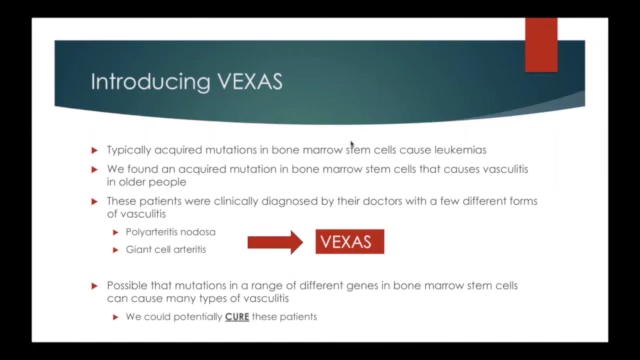 Introducing VEXAS
Typically acquired mutations in bone marrow stem cells cause leukemias
We found an acquired mutation in bone marrow stem cells that causes vasculitis
in older people
These patients were clinically diagnosed by their doctors with a few different forms
of vasculitis
Polyarteritis nodosa
Giant cell arteritis
VEXAS
Possible that mutations in a range of different genes in bone marrow stem cells
can cause many types of vasculitis
We could potentially CURE these patients